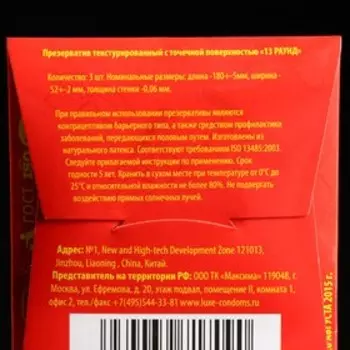 Презерватив текстурированный с точечной поверхностью «13 РАУНД»
Количество: 3 шт. Номинальные размеры: длина -180+-5мм, ширина-
52+-2 мм, толщина стенки -0,06 мм.
При правильном использовании презервативы являются
контрацептивом барьерного типа, а также средством профилактики
заболеваний, передающихся половым путем. Изготовлены из
натурального латекса. Соответствуют требованиям ISO 13485:2003.
Следуйте прилагаемой инструкции по применению. Срок
годности 5 лет. Хранить в сухом месте при температуре от 0°C до
25°C и относительной влажности не более 80%. Не подвергать
воздействию прямых солнечных лучей.
ГОСТ ISO
Адрес: №1, New and High-tech Development Zone 121013,
Jinzhou, Liaoning , China, Китай.
Представитель на территории РФ: ООО ТК «Максима» 119048, г.
Москва, ул. Ефремова, д. 20, этаж подвал, помещение II, комната 1,
офис 2, тел./факс +7(495)544-33-81 www.luxe-condoms.ru
2015 г.